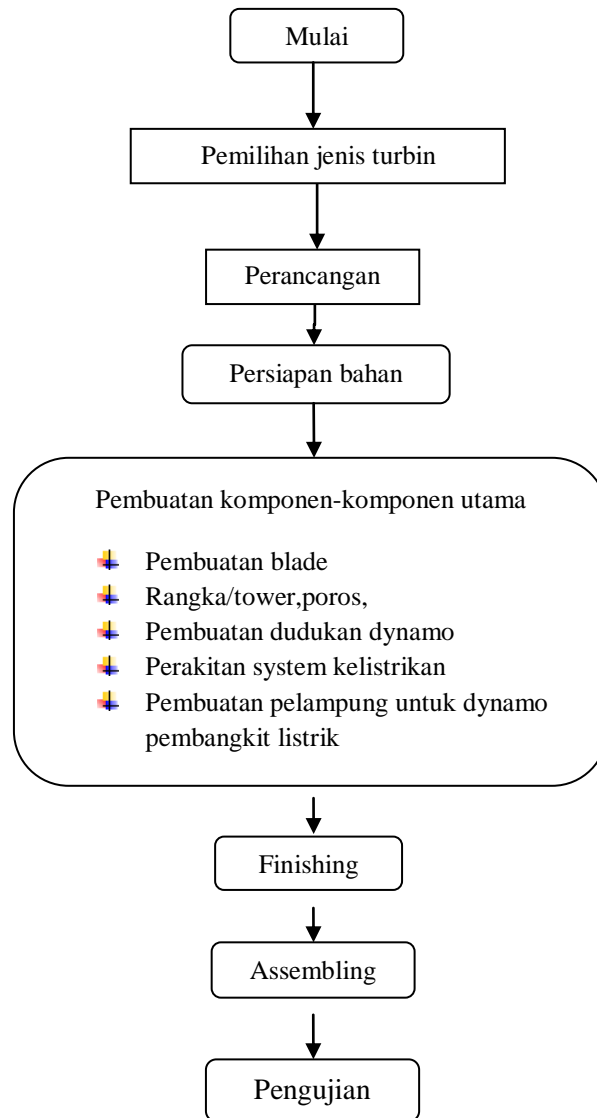 Mulai
Pemilihan jenis turbin
Perancangan
Persiapan bahan
Pembuatan komponen-komponen utama
Pembuatan blade
Rangka/tower,poros,
Pembuatan dudukan dynamo
Perakitan system kelistrikan
Pembuatan pelampung untuk dynamo
pembangkit listrik
Finishing
Assembling
Pengujian